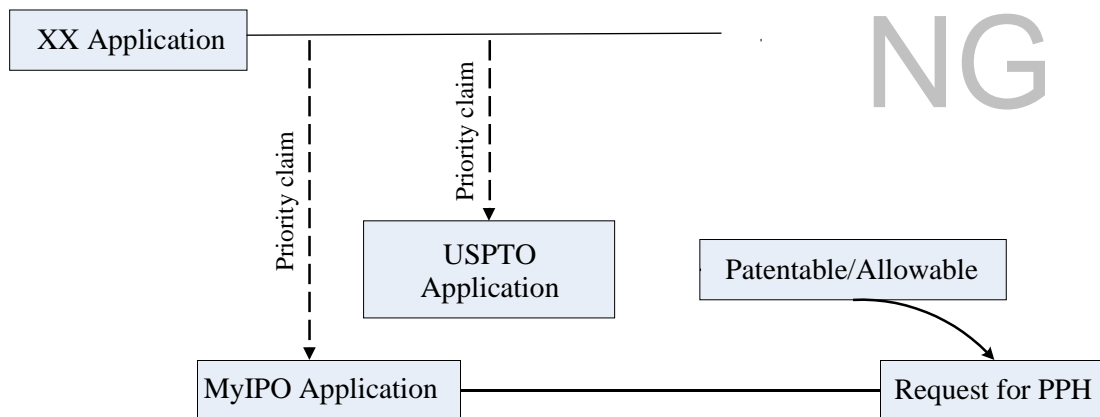 XX Application
NG
Priority claim
Priority claim
USPTO
Application
Patentable/Allowable
MyIPO Application
Request for PPH